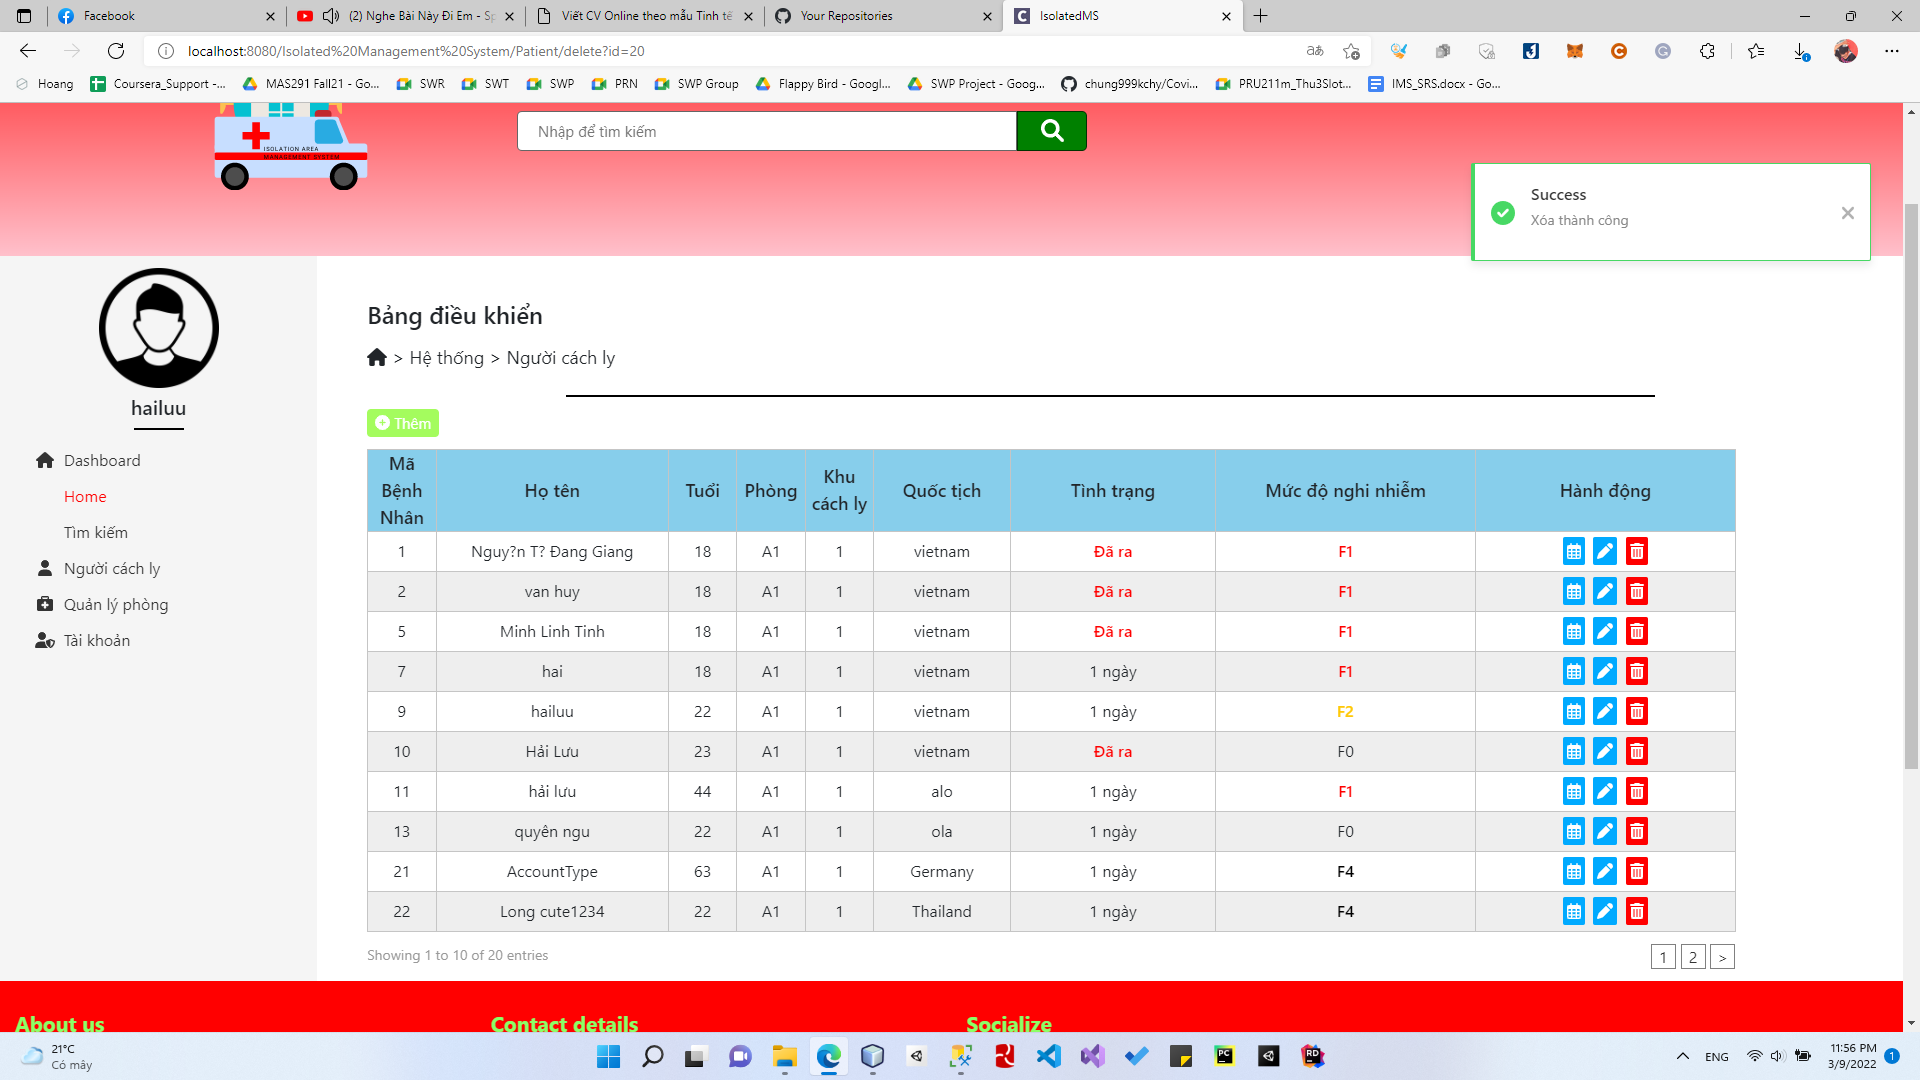 Facebook
(2) Nghe Bài Này Đi Em - Sp
Viết CV Online theo mẫu Tinh tế
Your Repositories
IsolatedMS
localhost:8080/Isolated%20Management%20System/Patient/delete?id=20
Hoang
Coursera_Support -...
MAS291 Fall21 - Go...
SWR
SWT
SWP
PRN
SWP Group
Flappy Bird - Googl...
SWP Project - Goog...
chung999kchy/Covi...
PRU211m_Thu3Slot...
IMS_SRS.docx - Go...
ISOLATION AREA
MANAGEMENT SYSTEM
Nhập để tìm kiếm
Success
Xóa thành công
hailuu
Dashboard
Home
Tìm kiếm
Người cách ly
Quản lý phòng
Tài khoản
Bảng điều khiển
> Hệ thống > Người cách ly
Thêm
Mã Bệnh Nhân Họ tên Tuổi Phòng Khu cách ly Quốc tịch Tình trạng Mức độ nghi nhiễm Hành động
1 Nguy?n T? Đang Giang 18 A1 1 vietnam Đã ra F1
2 van huy 18 A1 1 vietnam Đã ra F1
5 Minh Linh Tinh 18 A1 1 vietnam Đã ra F1
7 hai 18 A1 1 vietnam 1 ngày F1
9 hailuu 22 A1 1 vietnam 1 ngày F2
10 Hải Lưu 23 A1 1 vietnam Đã ra F0
11 hải lưu 44 A1 1 alo 1 ngày F1
13 quyên ngu 22 A1 1 ola 1 ngày F0
21 AccountType 63 A1 1 Germany 1 ngày F4
22 Long cute1234 22 A1 1 Thailand 1 ngày F4
Showing 1 to 10 of 20 entries
1 2 >
About us
Contact details
Socialize
21°C
Có mây
ENG
11:56 PM
3/9/2022
1